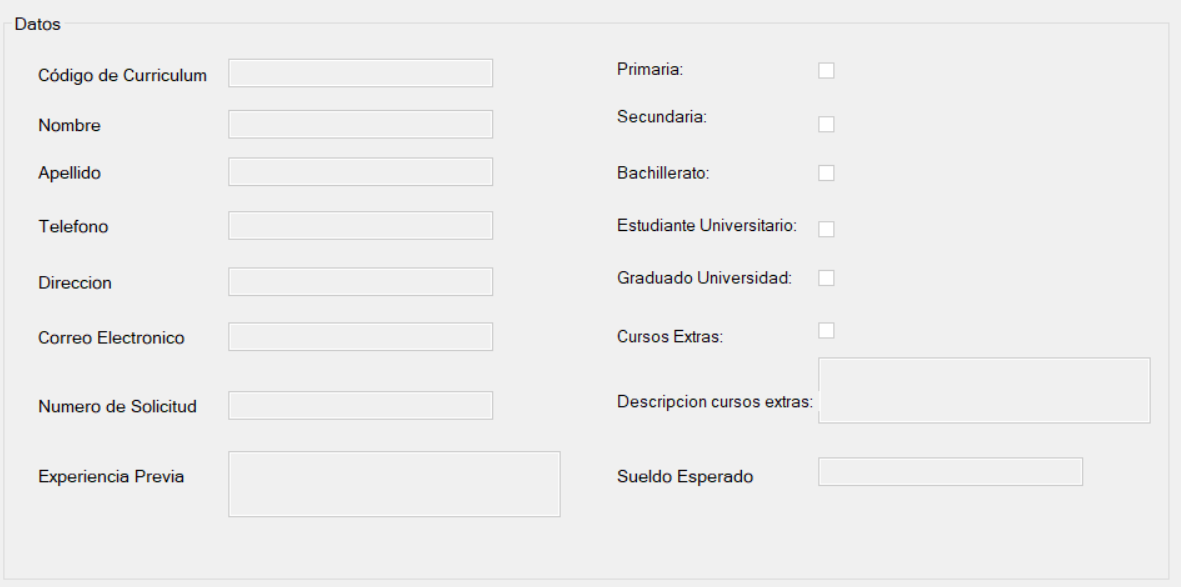 Datos
Código de Curriculum
Nombre
Apellido
Telefono
Direccion
Correo Electronico
Numero de Solicitud
Experiencia Previa
Primaria:
Secundaria:
Bachillerato:
Estudiante Universitario:
Graduado Universidad:
Cursos Extras:
Descripcion cursos extras:
Sueldo Esperado